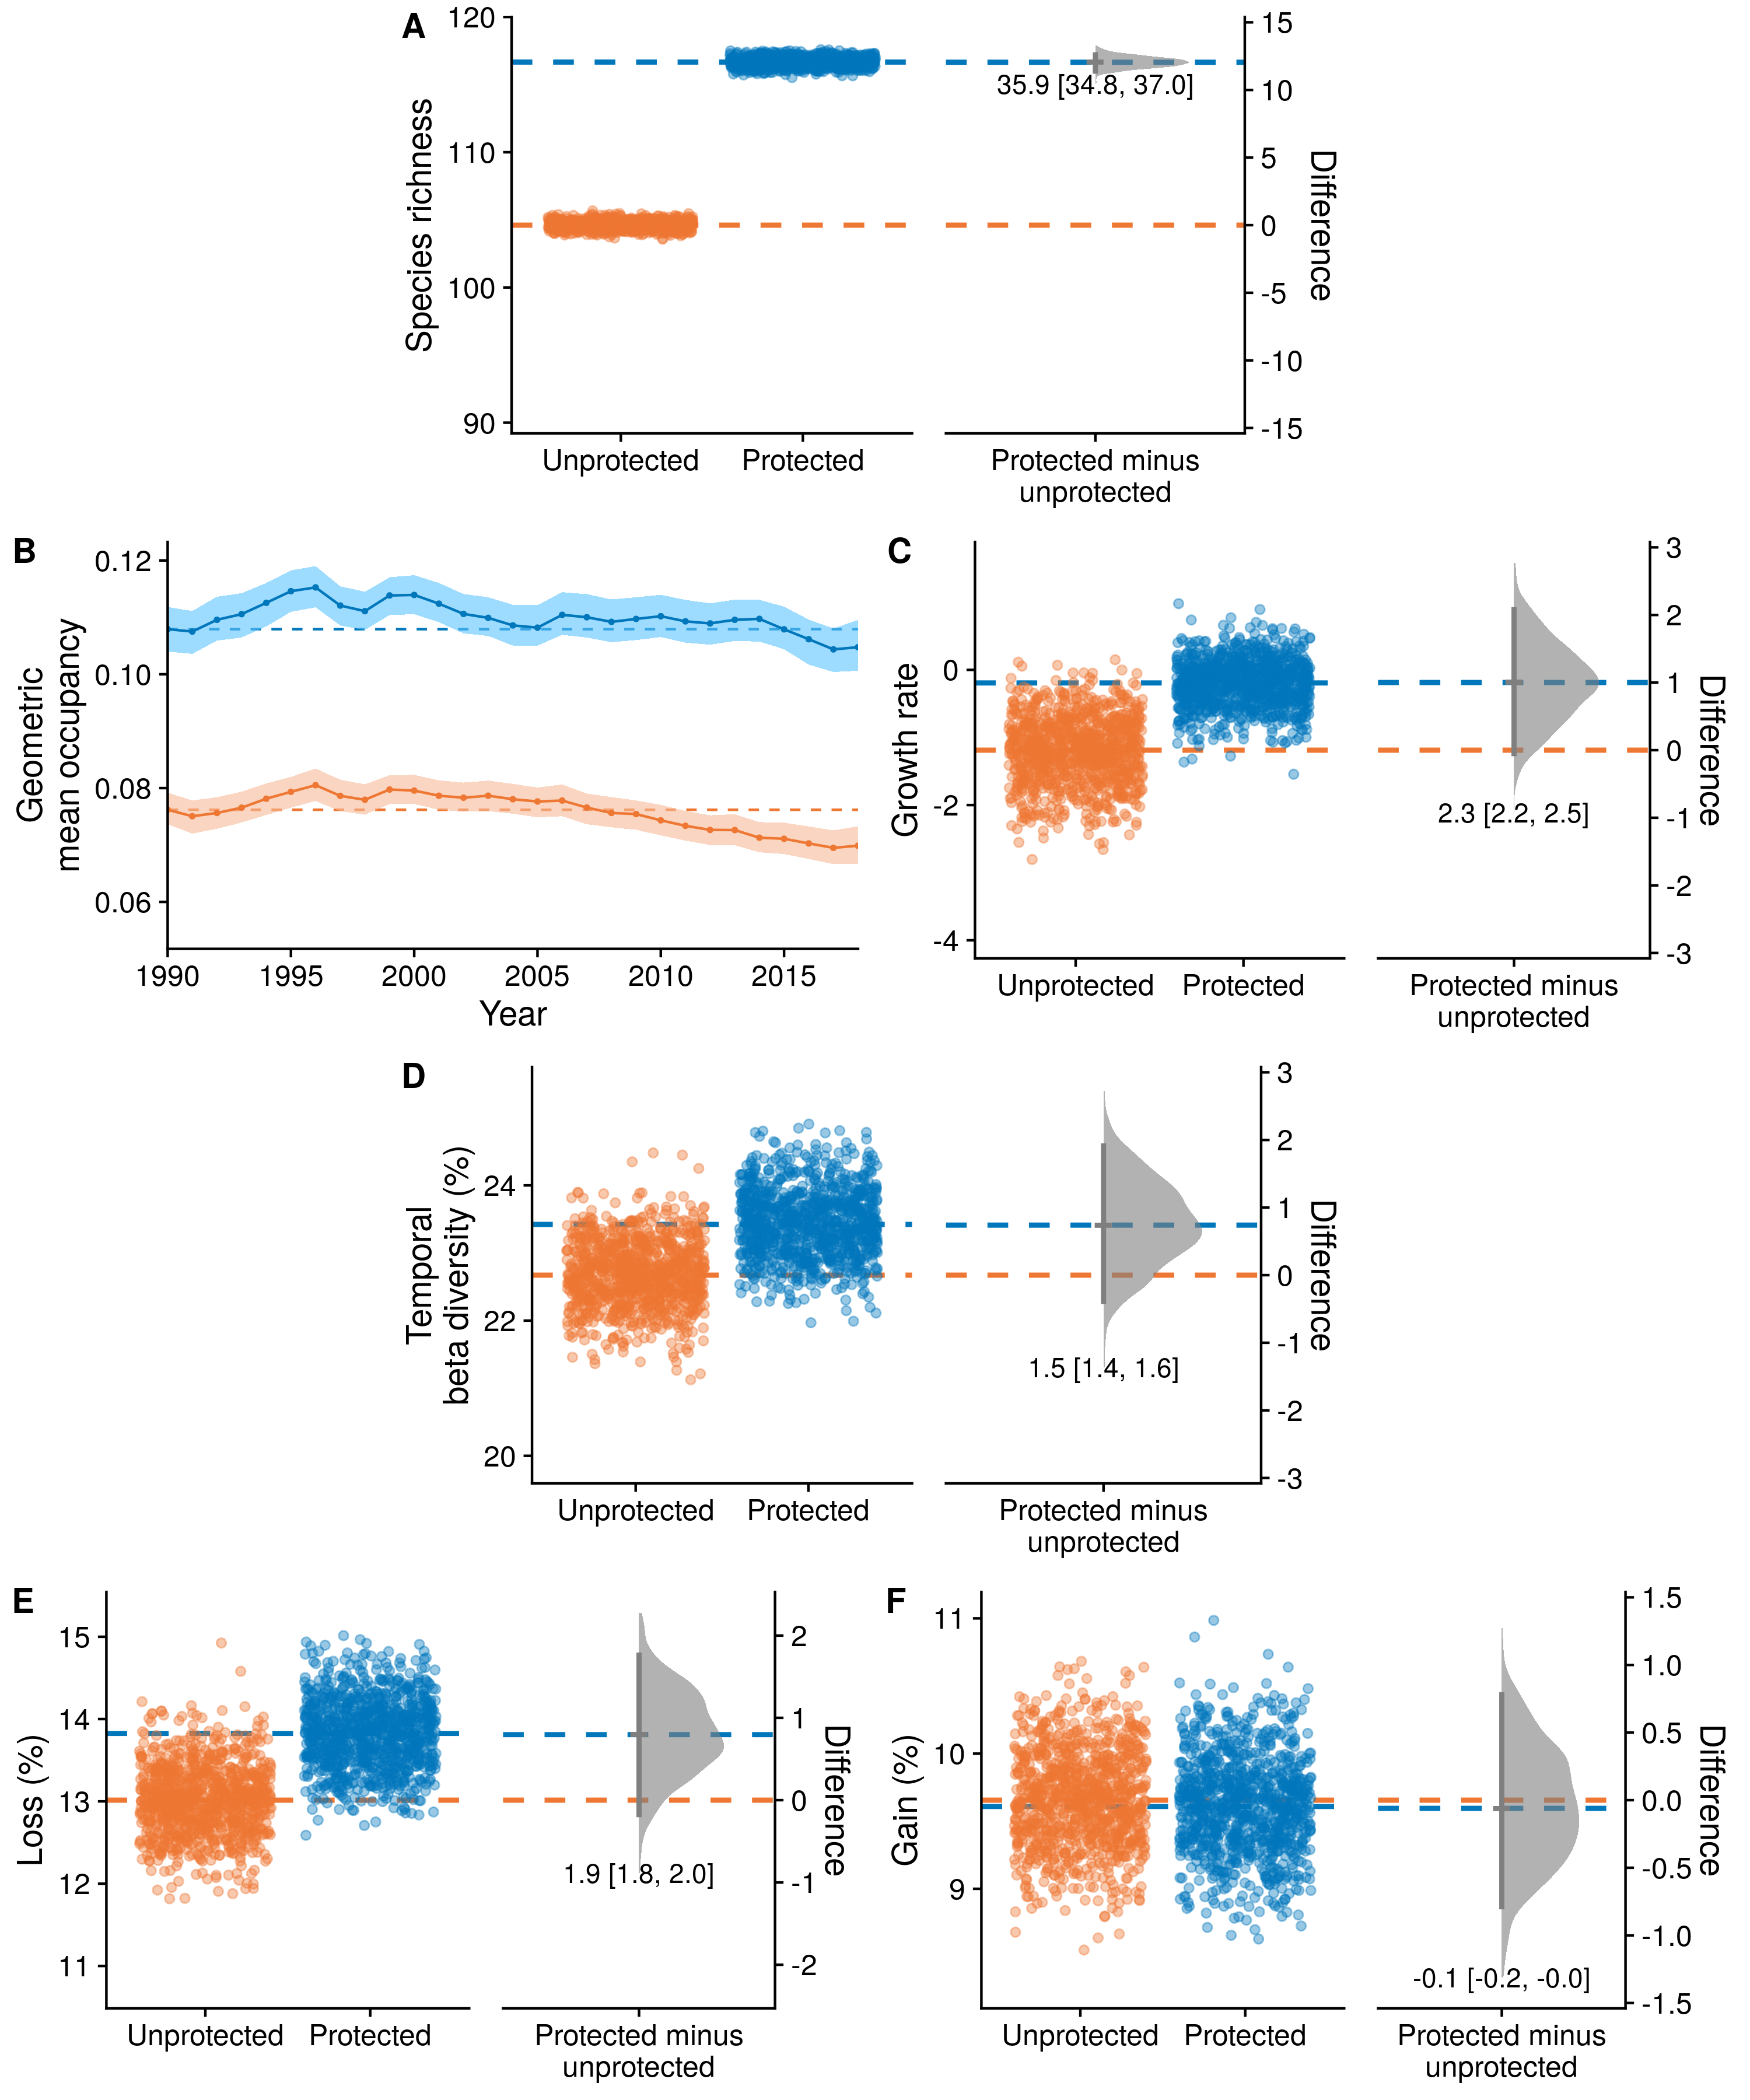 A
120
110
100
90
Species richness
Unprotected
Protected
35.9 [34.8, 37.0]
Protected minus
unprotected
15
10
5
0
-5
-10
-15
Difference
B
0.12
0.10
0.08
0.06
Geometric
mean occupancy
1990
1995
2000
2005
2010
2015
Year
C
0
-2
-4
Growth rate
Unprotected
Protected
2.3 [2.2, 2.5]
Protected minus
unprotected
3
2
1
0
-1
-2
-3
Difference
D
24
22
20
Temporal
beta diversity (%)
Unprotected
Protected
1.5 [1.4, 1.6]
Protected minus
unprotected
3
2
1
0
-1
-2
-3
Difference
E
15
14
13
12
11
Loss (%)
Unprotected
Protected
1.9 [1.8, 2.0]
Protected minus
unprotected
2
1
0
-1
-2
Difference
F
11
10
9
Gain (%)
Unprotected
Protected
-0.1 [-0.2, -0.0]
Protected minus
unprotected
1.5
1.0
0.5
0.0
-0.5
-1.0
-1.5
Difference